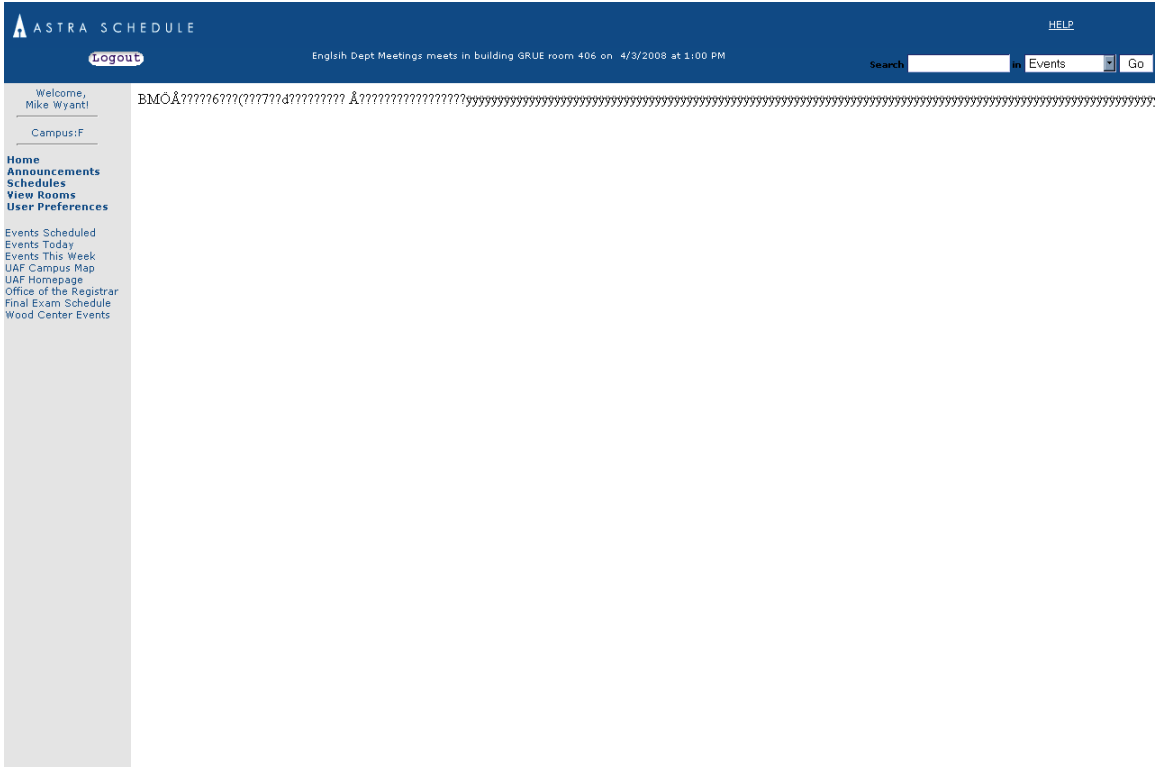 ASTRA SCHEDULE
HELP
Logout
Englsih Dept Meetings meets in building GRUE room 406 on 4/3/2008 at 1:00 PM
Search in Events Go
Welcome,
Mike Wyant!
Campus:F
Home
Announcements
Schedules
View Rooms
User Preferences
Events Scheduled
Events Today
Events This Week
UAF Campus Map
UAF Homepage
Office of the Registrar
Final Exam Schedule
Wood Center Events
BMÖÅ?????6???(???7??d????????? Å?????????????????